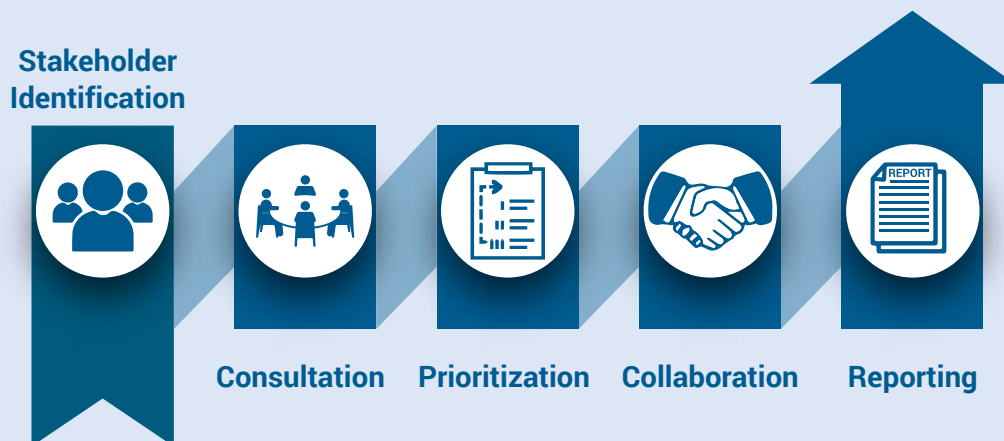 Stakeholder
Identification
REPORT
Consultation
Prioritization
Collaboration
Reporting